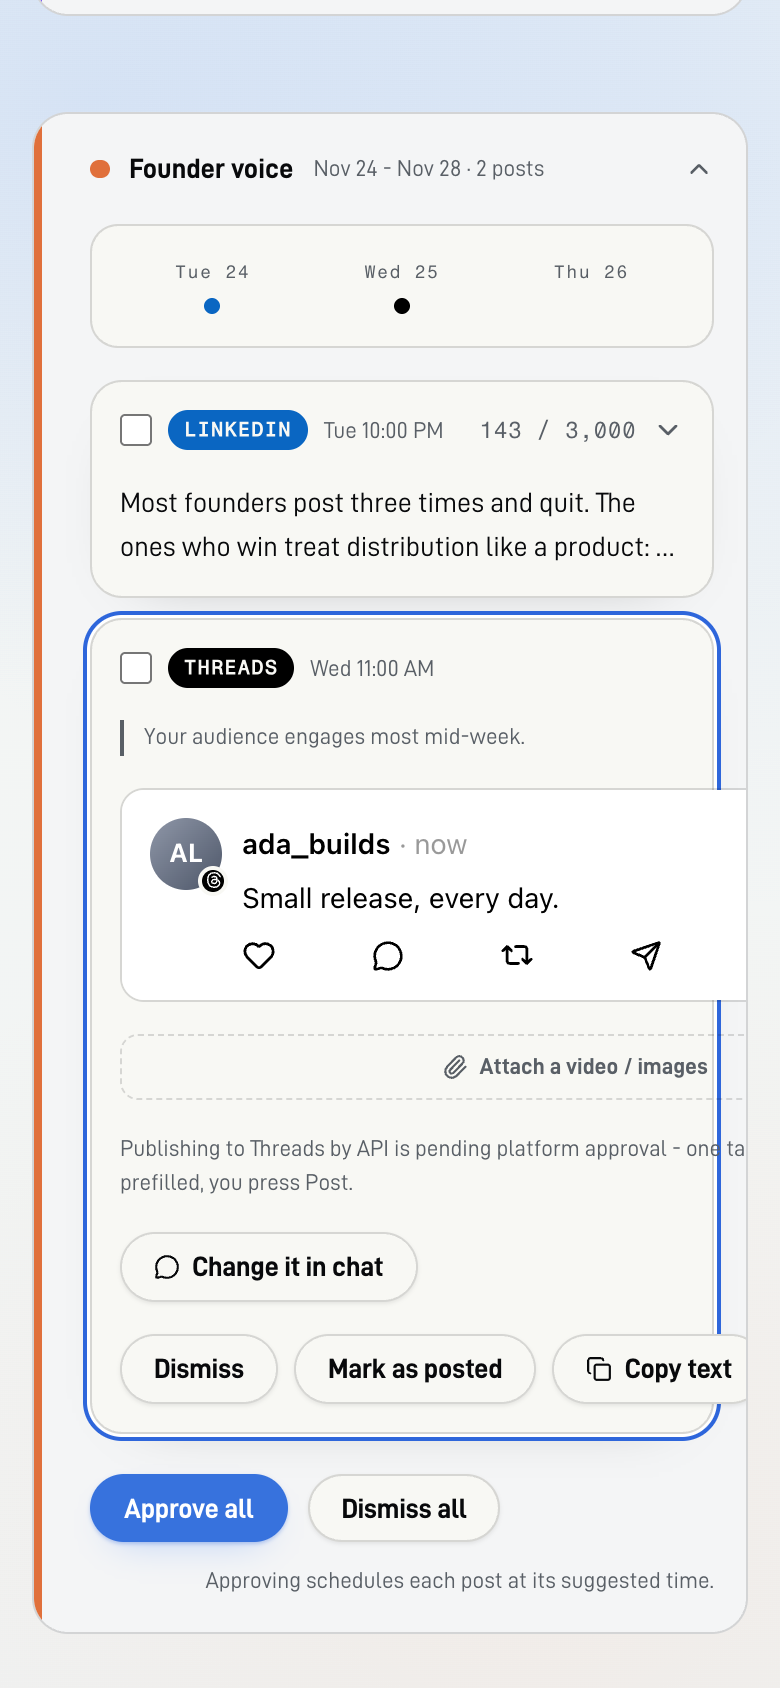 Founder voice Nov 24 - Nov 28 · 2 posts
Tue 24 Wed 25 Thu 26
LINKEDIN Tue 10:00 PM 143 / 3,000
Most founders post three times and quit. The
ones who win treat distribution like a product: ...
THREADS Wed 11:00 AM
Your audience engages most mid-week.
AL
ada_builds · now
Small release, every day.
Attach a video / images
Publishing to Threads by API is pending platform approval - one ta
prefilled, you press Post.
Change it in chat
Dismiss Mark as posted Copy text
Approve all Dismiss all
Approving schedules each post at its suggested time.